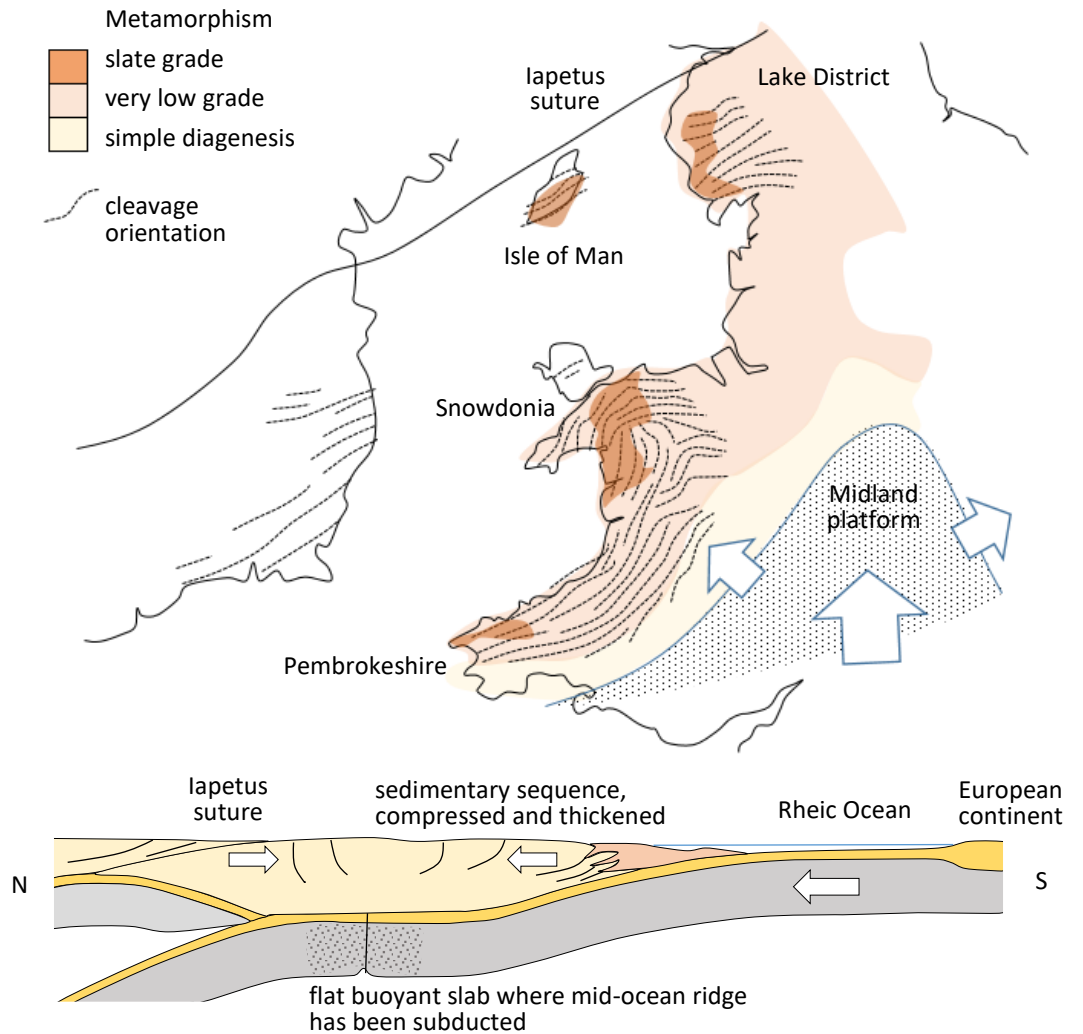 Metamorphism
slate grade
very low grade
simple diagenesis
cleavage
orientation
Iapetus
suture
Lake District
Isle of Man
Snowdonia
Midland
platform
Pembrokeshire
Iapetus
suture
sedimentary sequence,
compressed and thickened
Rheic Ocean
European
continent
N
S
flat buoyant slab where mid-ocean ridge
has been subducted